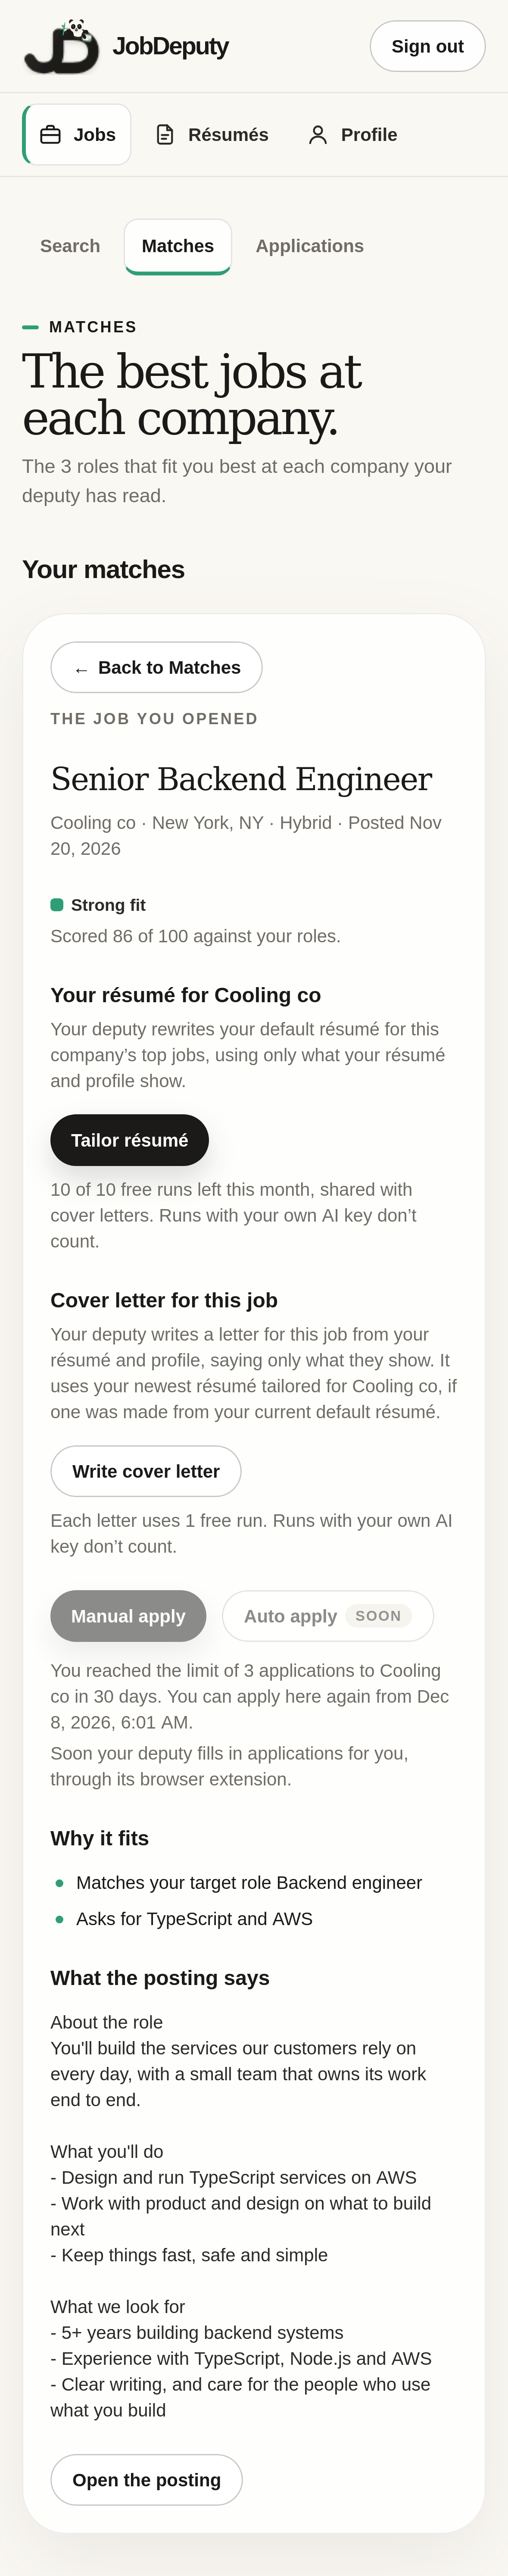 JD
JobDeputy
Sign out
Jobs
Résumés
Profile
Search
Matches
Applications
MATCHES
The best jobs at
each company.
The 3 roles that fit you best at each company your
deputy has read.
Your matches
← Back to Matches
THE JOB YOU OPENED
Senior Backend Engineer
Cooling co · New York, NY · Hybrid · Posted Nov
20, 2026
Strong fit
Scored 86 of 100 against your roles.
Your résumé for Cooling co
Your deputy rewrites your default résumé for this
company’s top jobs, using only what your résumé
and profile show.
Tailor résumé
10 of 10 free runs left this month, shared with
cover letters. Runs with your own AI key don’t
count.
Cover letter for this job
Your deputy writes a letter for this job from your
résumé and profile, saying only what they show. It
uses your newest résumé tailored for Cooling co, if
one was made from your current default résumé.
Write cover letter
Each letter uses 1 free run. Runs with your own AI
key don’t count.
Manual apply
Auto apply SOON
You reached the limit of 3 applications to Cooling
co in 30 days. You can apply here again from Dec
8, 2026, 6:01 AM.
Soon your deputy fills in applications for you,
through its browser extension.
Why it fits
Matches your target role Backend engineer
Asks for TypeScript and AWS
What the posting says
About the role
You'll build the services our customers rely on
every day, with a small team that owns its work
end to end.
What you'll do
- Design and run TypeScript services on AWS
- Work with product and design on what to build
next
- Keep things fast, safe and simple
What we look for
- 5+ years building backend systems
- Experience with TypeScript, Node.js and AWS
- Clear writing, and care for the people who use
what you build
Open the posting